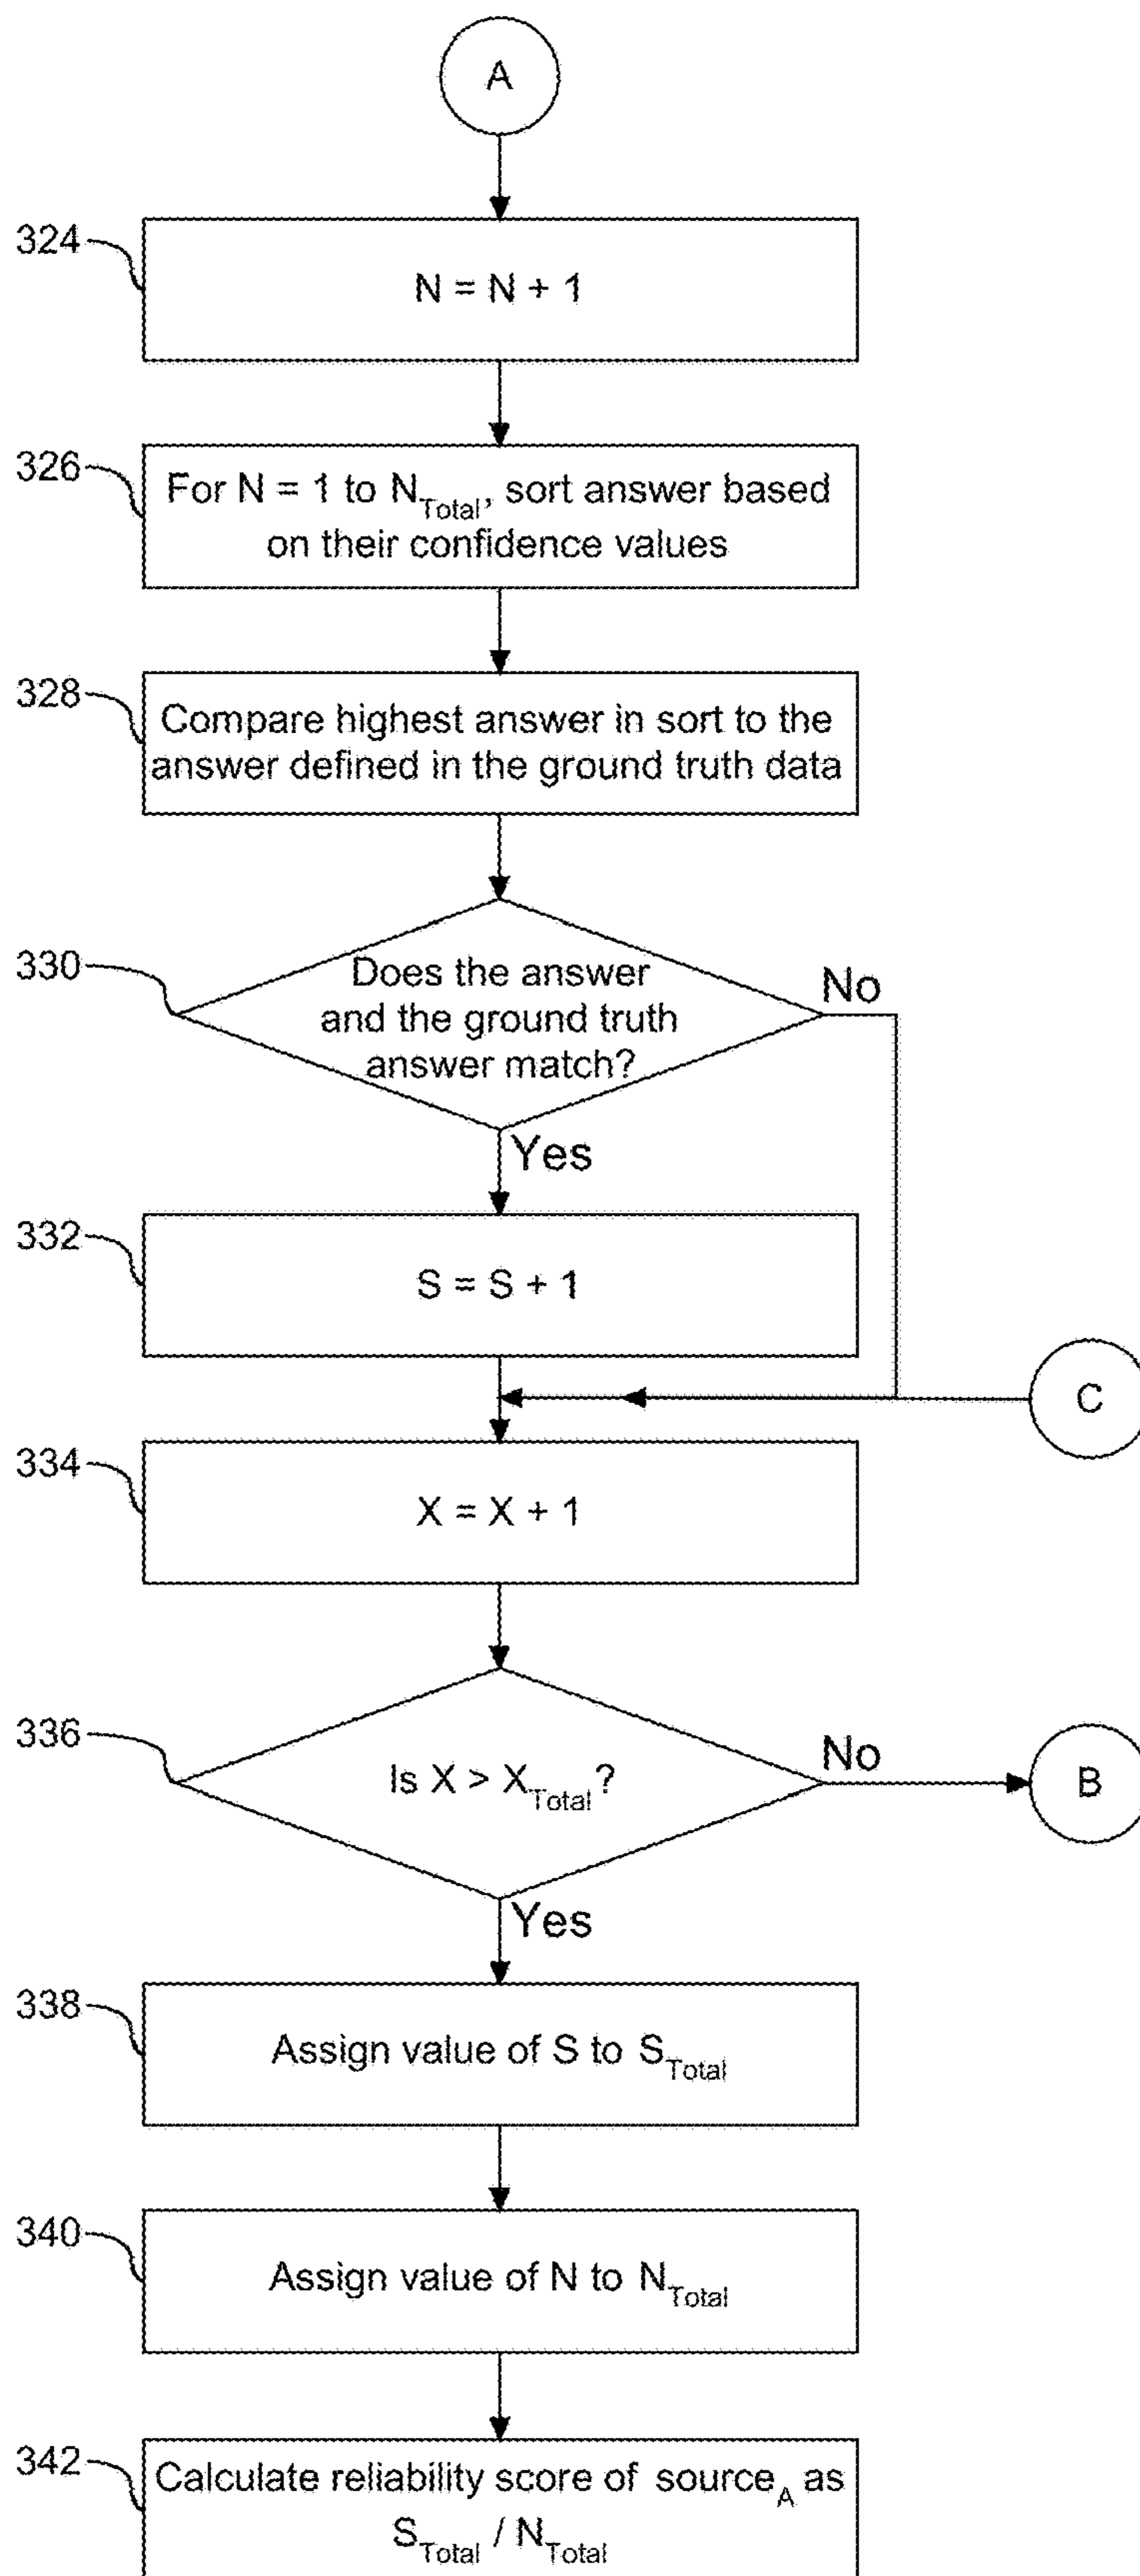 A
324
N = N + 1
326
For N = 1 to NTotal, sort answer based
on their confidence values
328
Compare highest answer in sort to the
answer defined in the ground truth data
330
Does the answer
and the ground truth
answer match?
No
Yes
332
S = S + 1
C
334
X = X + 1
336
Is X > XTotal?
No
B
Yes
338
Assign value of S to STotal
340
Assign value of N to NTotal
342
Calculate reliability score of sourceA as
STotal / NTotal